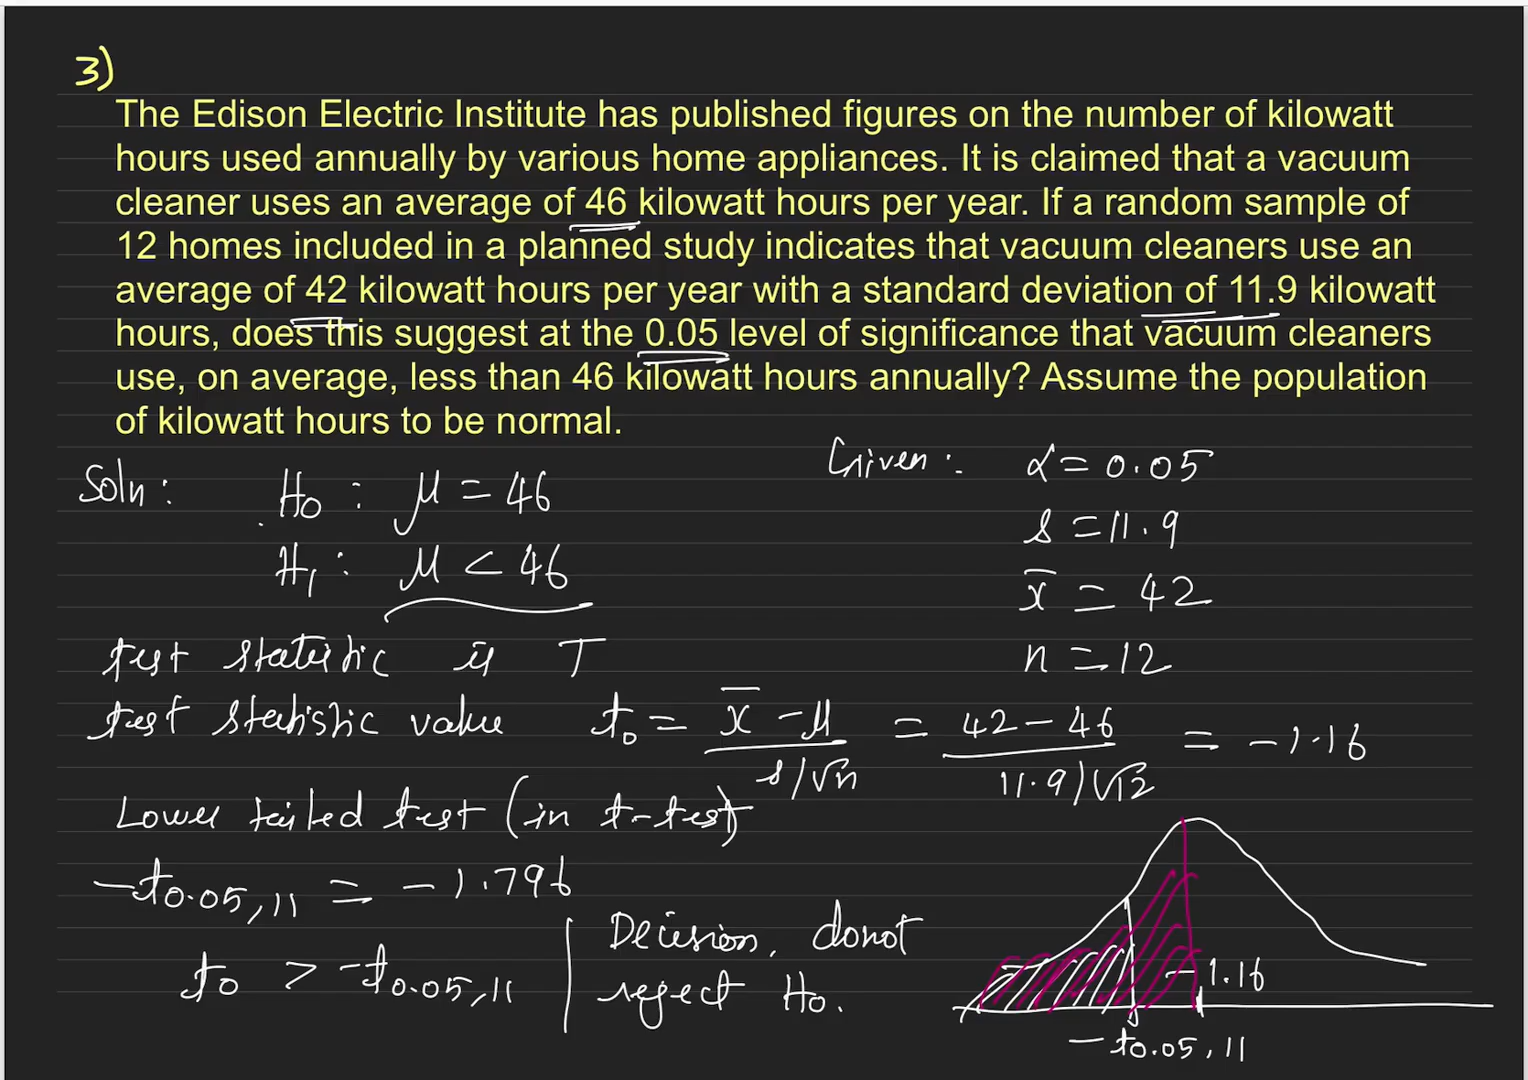 3)
The Edison Electric Institute has published figures on the number of kilowatt
hours used annually by various home appliances. It is claimed that a vacuum
cleaner uses an average of 46 kilowatt hours per year. If a random sample of
12 homes included in a planned study indicates that vacuum cleaners use an
average of 42 kilowatt hours per year with a standard deviation of 11.9 kilowatt
hours, does this suggest at the 0.05 level of significance that vacuum cleaners
use, on average, less than 46 kilowatt hours annually? Assume the population
of kilowatt hours to be normal.
Soln : H₀ : μ = 46
H₁ : μ < 46
Given : α = 0.05
s = 11.9
x̄ = 42
n = 12
test statistic is T
test statistic value t₀ = (x̄ - μ) / (s/√n) = (42 - 46) / (11.9/√12) = -1.16
Lower tailed test (in t-test)
-t₀.₀₅,₁₁ = -1.796
t₀ > -t₀.₀₅,₁₁
Decision, donot
reject H₀.
-1.16
-t₀.₀₅,₁₁